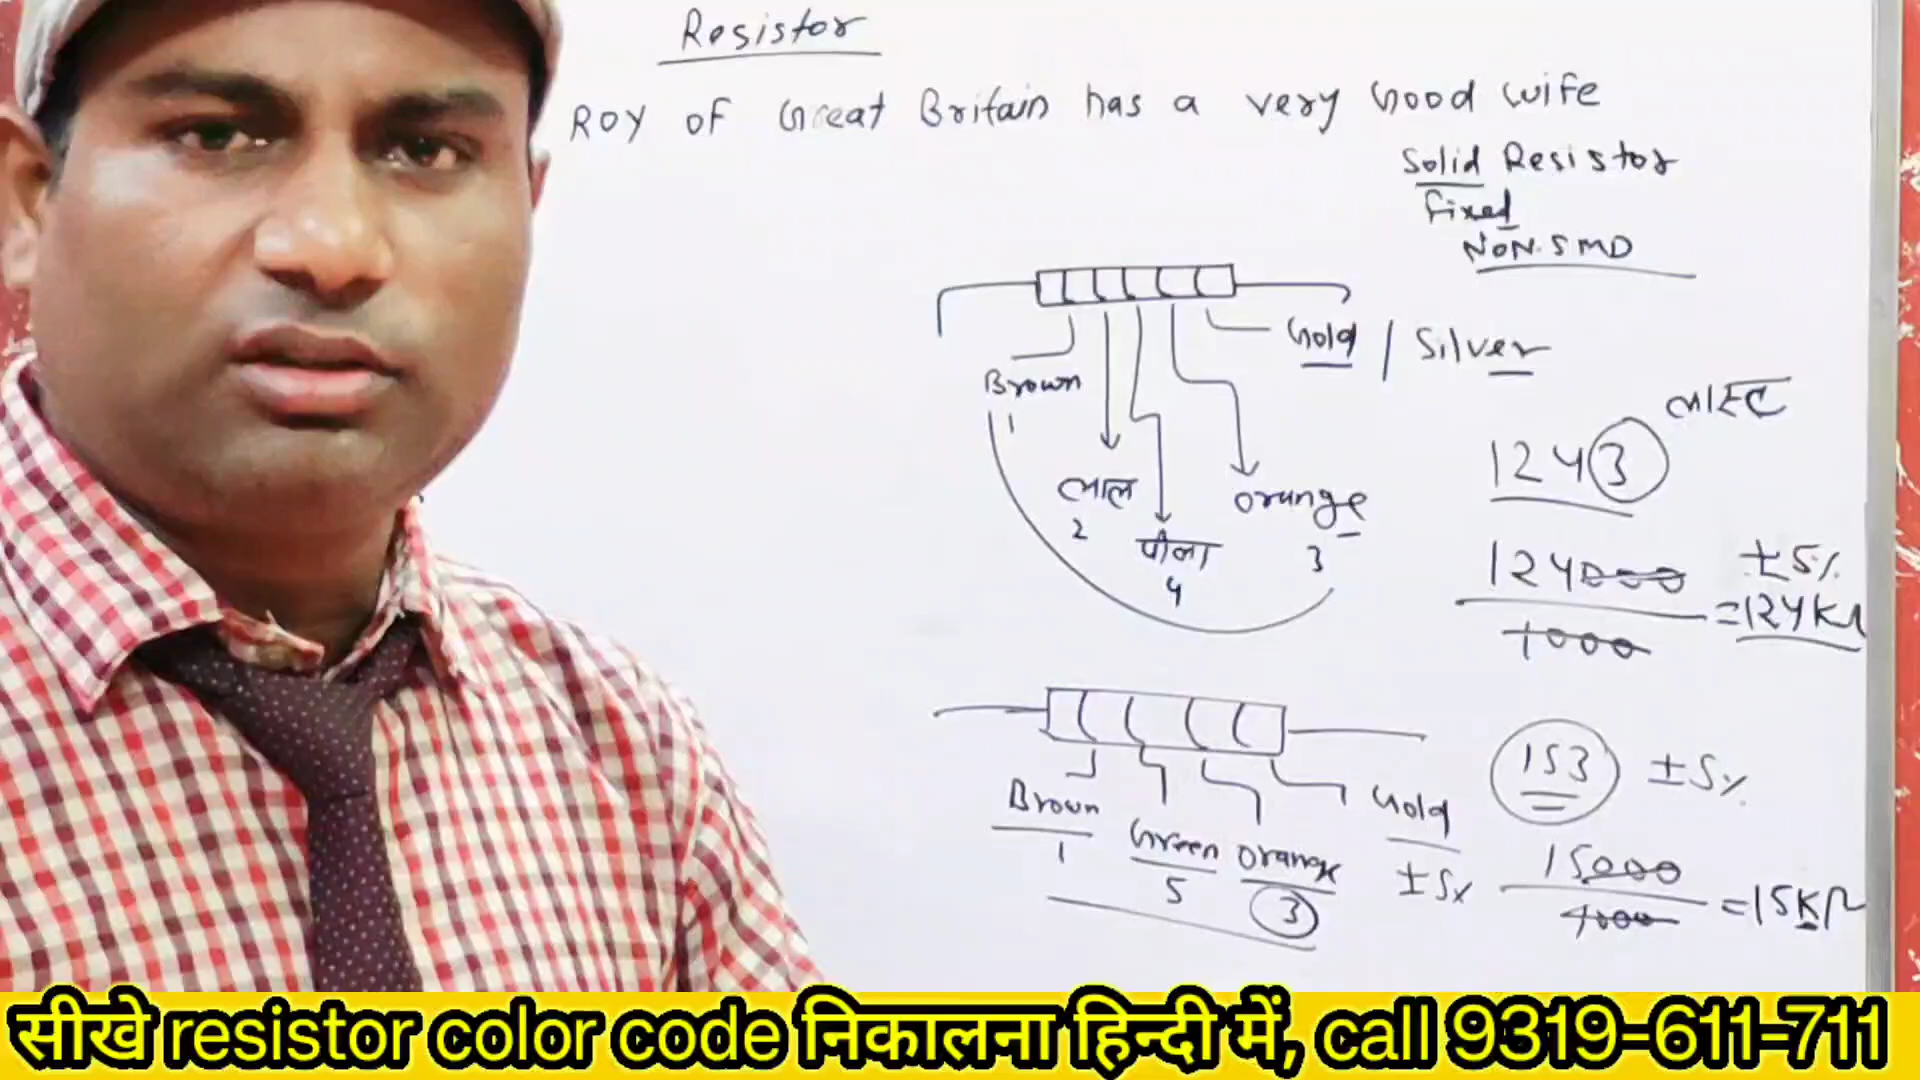 Resistor
ROY OF Great Britain has a very Good wife
Solid Resistor
fixed
NON.SMD
Gold / Silver
Brown
1
लाल
2
पीला
4
orange
3
लास्ट
1243
124000
1000
±5%
=124KΩ
Brown
1
Green
5
orange
3
Gold
±5%
153 ±5%
15000
1000
=15KΩ
सीखे resistor color code निकालना हिन्दी में, call 9319-611-711